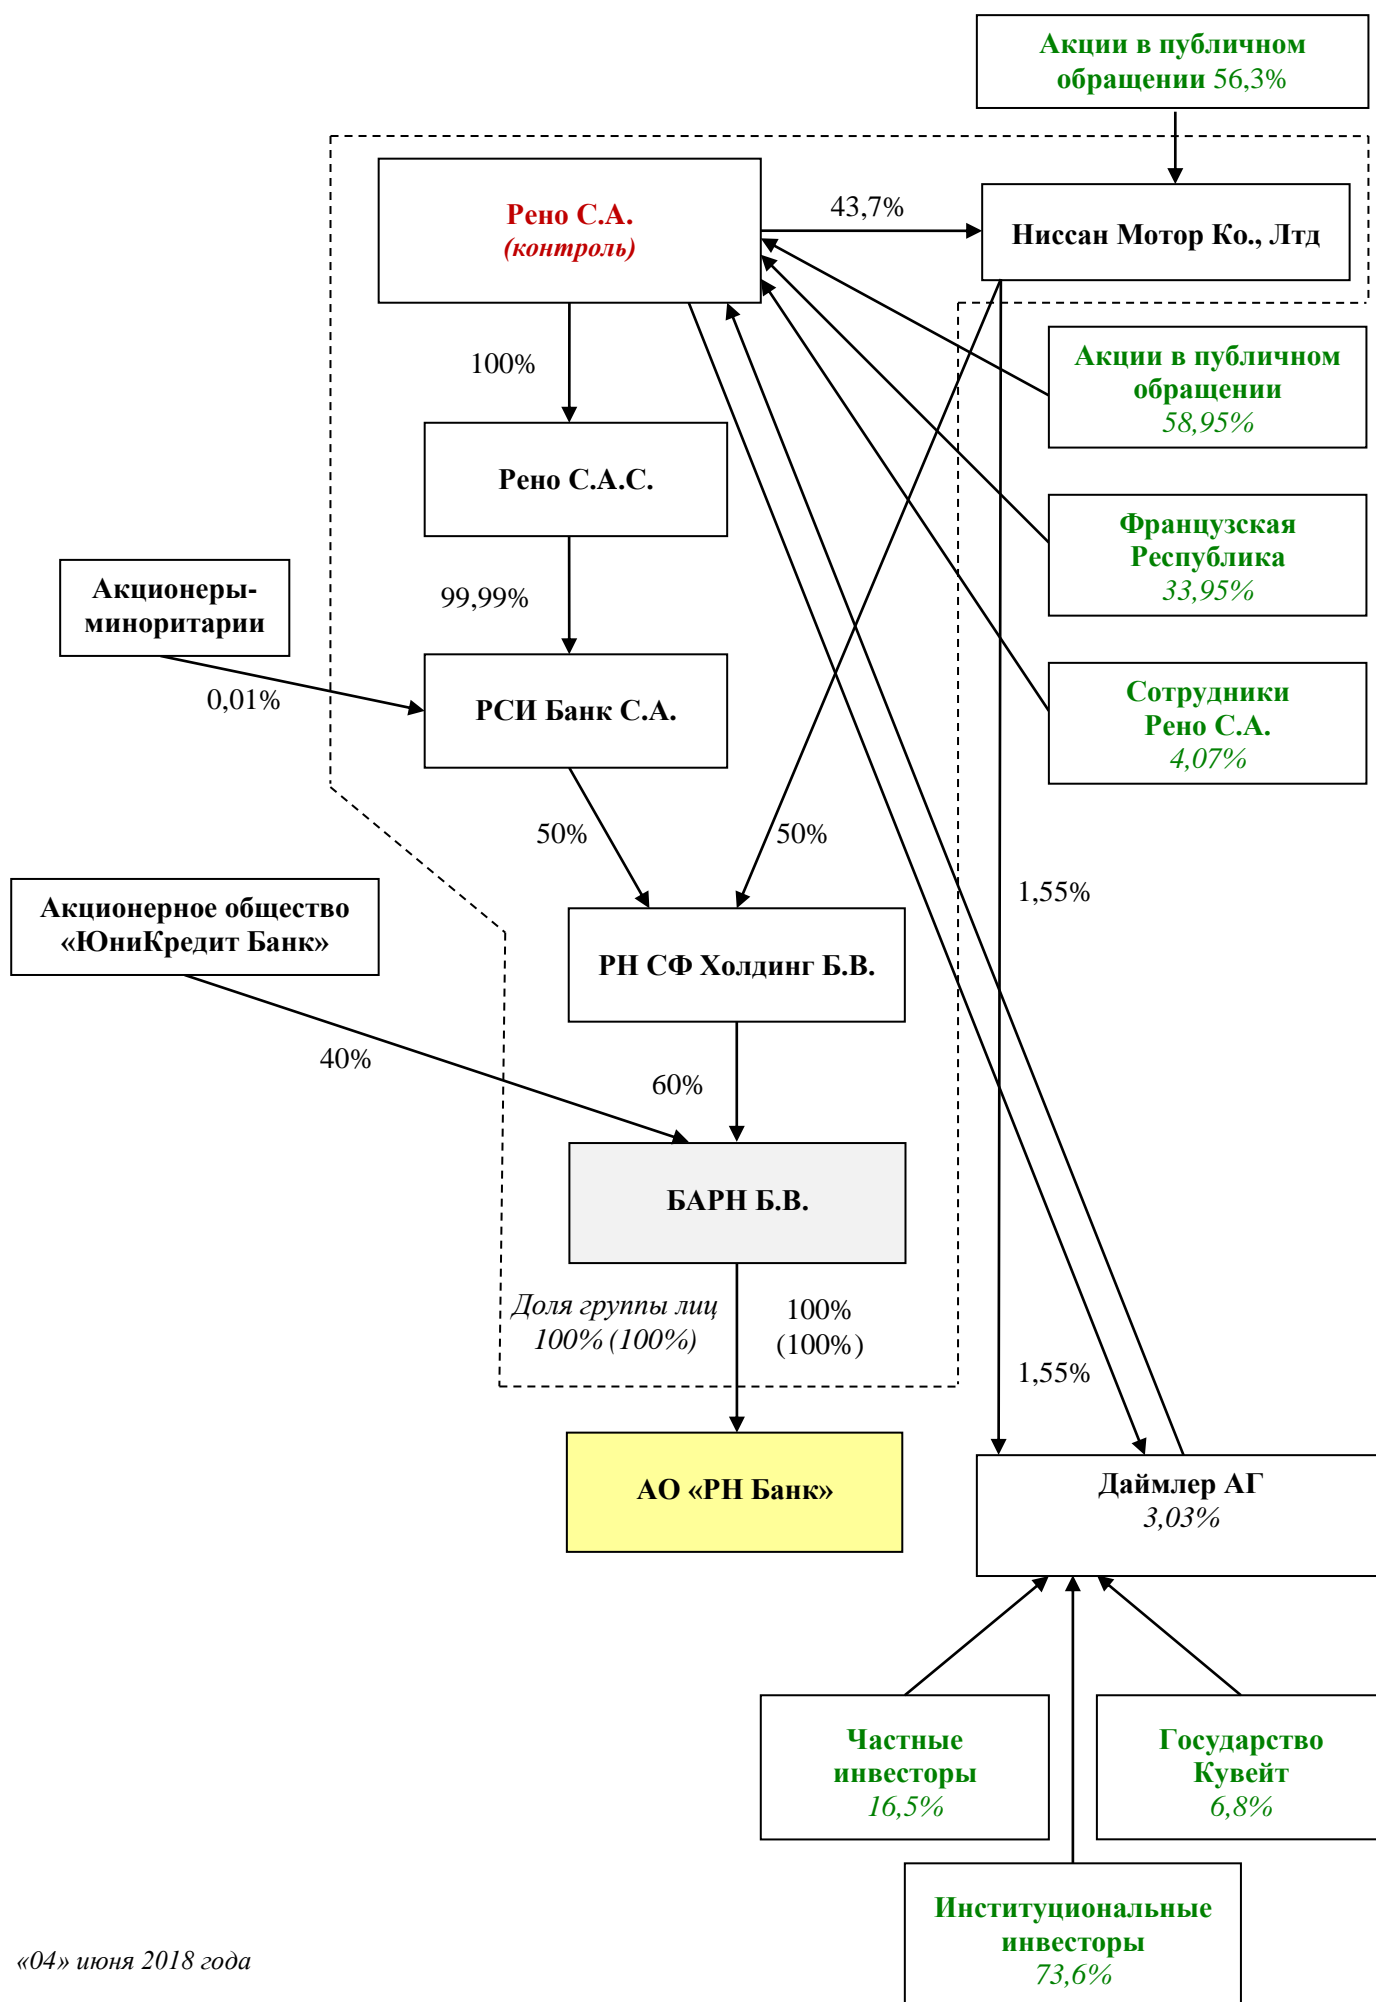 Акции в публичном
обращении 56,3%
Рено С.А.
(контроль)
43,7%
Ниссан Мотор Ко., Лтд
100%
Акции в публичном
обращении
58,95%
Рено С.А.С.
Французская
Республика
33,95%
Акционеры-
миноритарии
99,99%
0,01%
РСИ Банк С.А.
Сотрудники
Рено С.А.
4,07%
50%
50%
Акционерное общество
«ЮниКредит Банк»
1,55%
РН СФ Холдинг Б.В.
40%
60%
БАРН Б.В.
Доля группы лиц
100% (100%)
100%
(100%)
1,55%
АО «РН Банк»
Даймлер АГ
3,03%
Частные
инвесторы
16,5%
Государство
Кувейт
6,8%
Институциональные
инвесторы
73,6%
«04» июня 2018 года